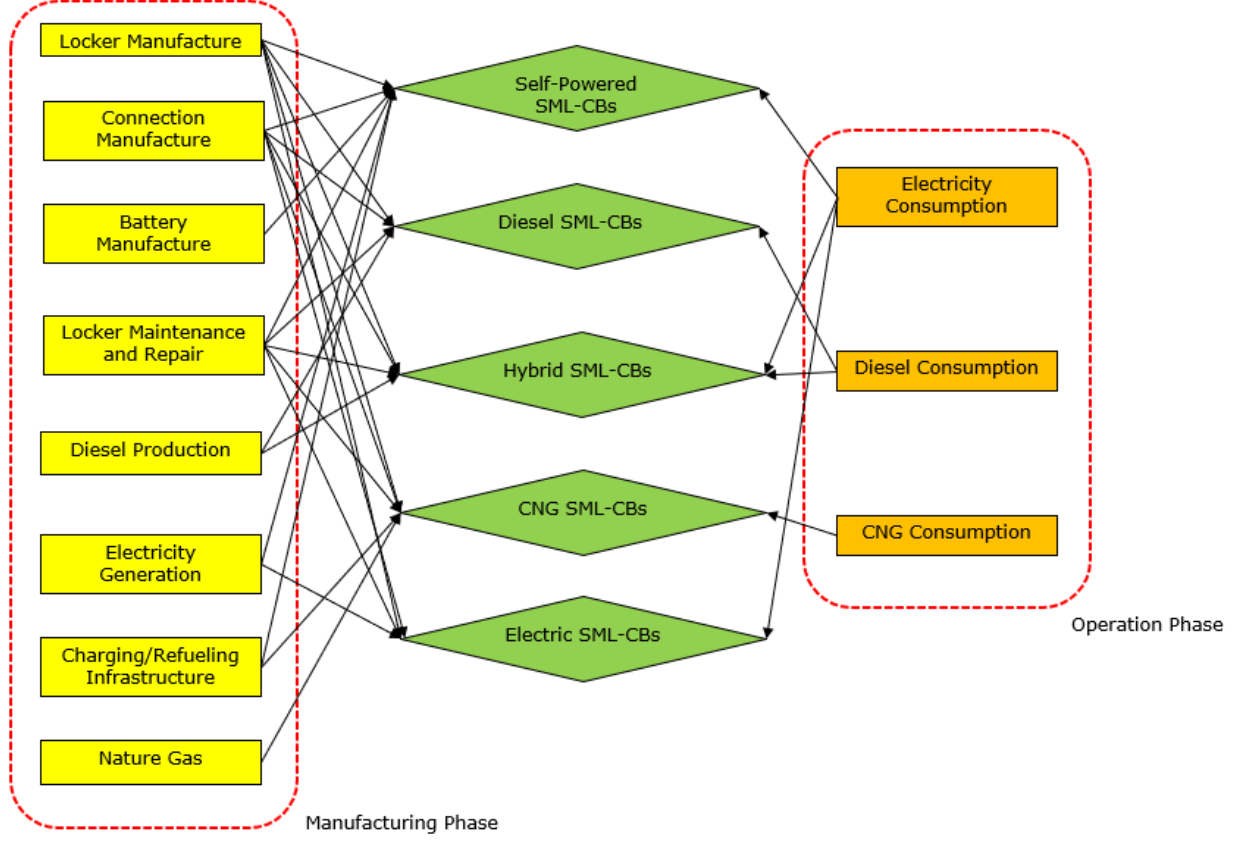 Locker Manufacture
Connection
Manufacture
Battery
Manufacture
Locker Maintenance
and Repair
Diesel Production
Electricity
Generation
Charging/Refueling
Infrastructure
Nature Gas
Manufacturing Phase
Self-Powered
SML-CBs
Diesel SML-CBs
Hybrid SML-CBs
CNG SML-CBs
Electric SML-CBs
Electricity
Consumption
Diesel Consumption
CNG Consumption
Operation Phase